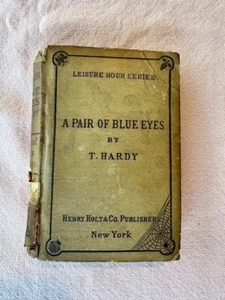 LEISURE HOUR SERIES
A PAIR OF BLUE EYES
BY
T. HARDY
HENRY HOLT & CO. PUBLISHERS
New York